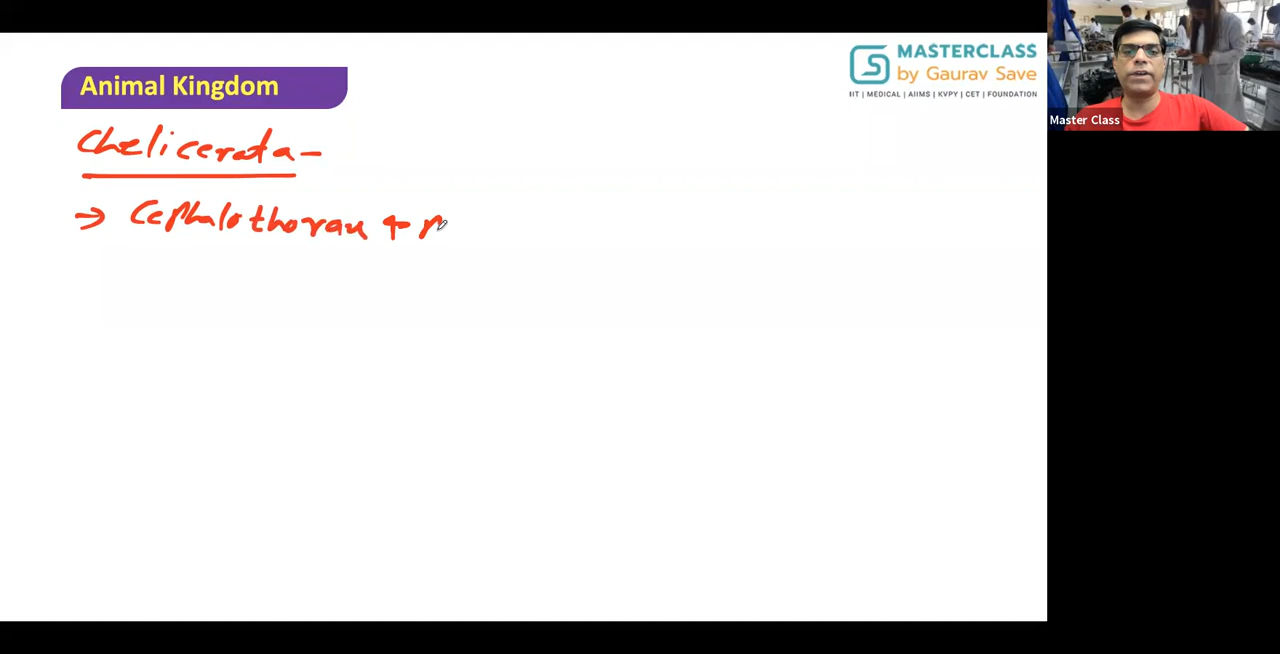 MASTERCLASS
by Gaurav Save
IIT | MEDICAL | AIIMS | KVPY | CET | FOUNDATION
Master Class
Animal Kingdom
Chelicerata -
→ Cephalothorax +